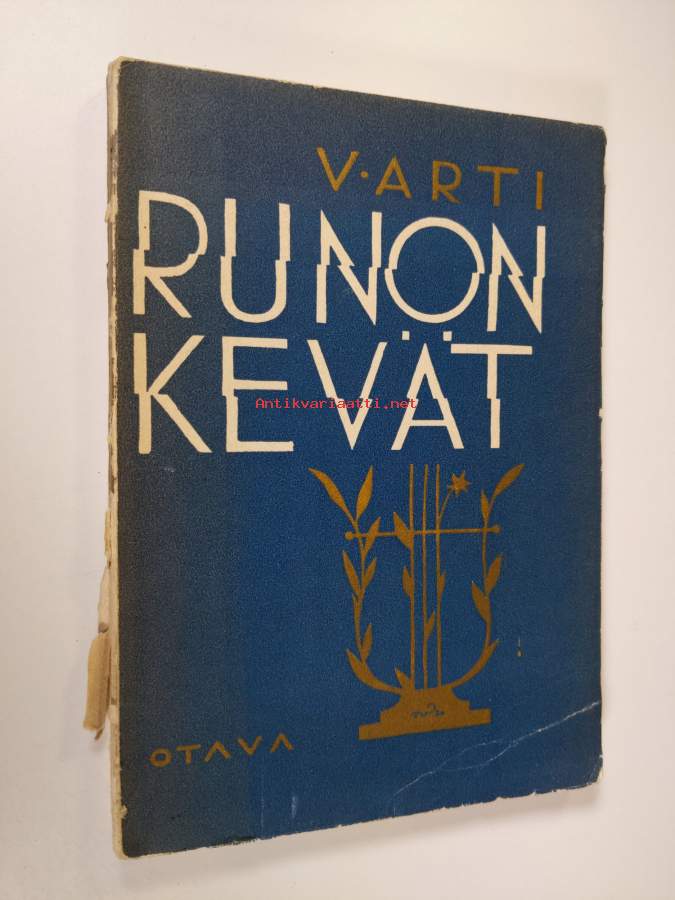 V·ARTI
RUNON
KEVÄT
Antikvariaatti.net
OTAVA